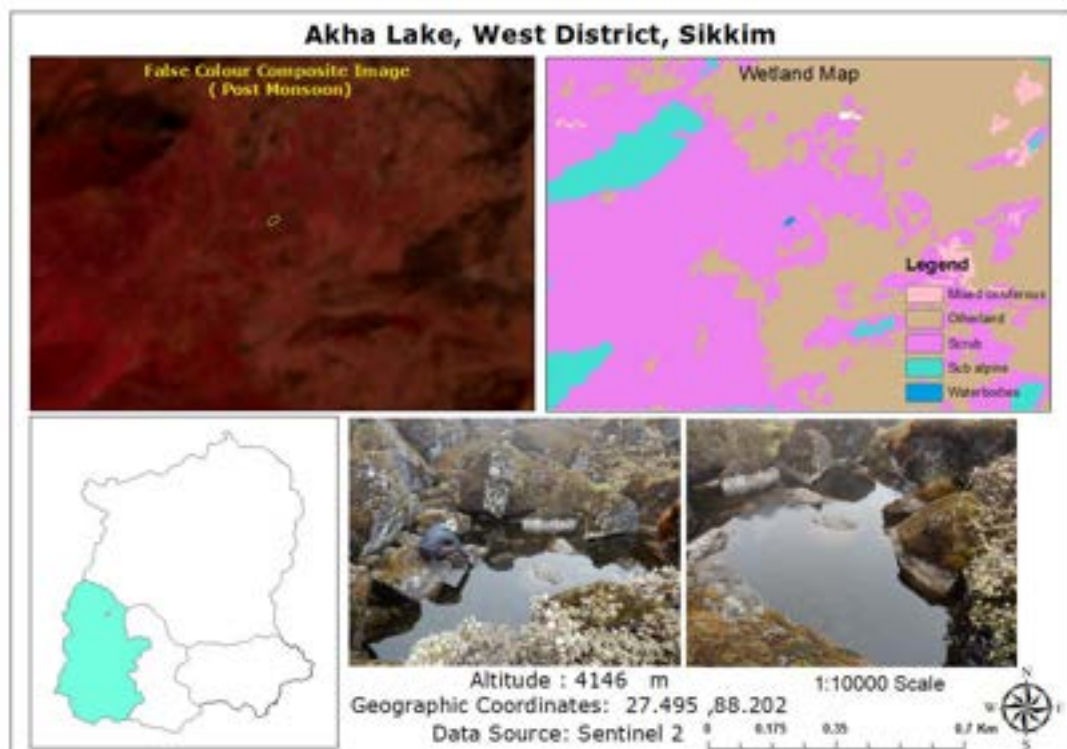 Akha Lake, West District, Sikkim
False Colour Composite Image
( Post Monsoon)
Wetland Map
Legend
Mixed coniferous
Otherland
Scrub
Sub alpine
Waterbodies
Altitude : 4146 m
Geographic Coordinates: 27.495 ,88.202
Data Source: Sentinel 2
1:10000 Scale
0 0.175 0.35 0.7 Km
N
W E
S